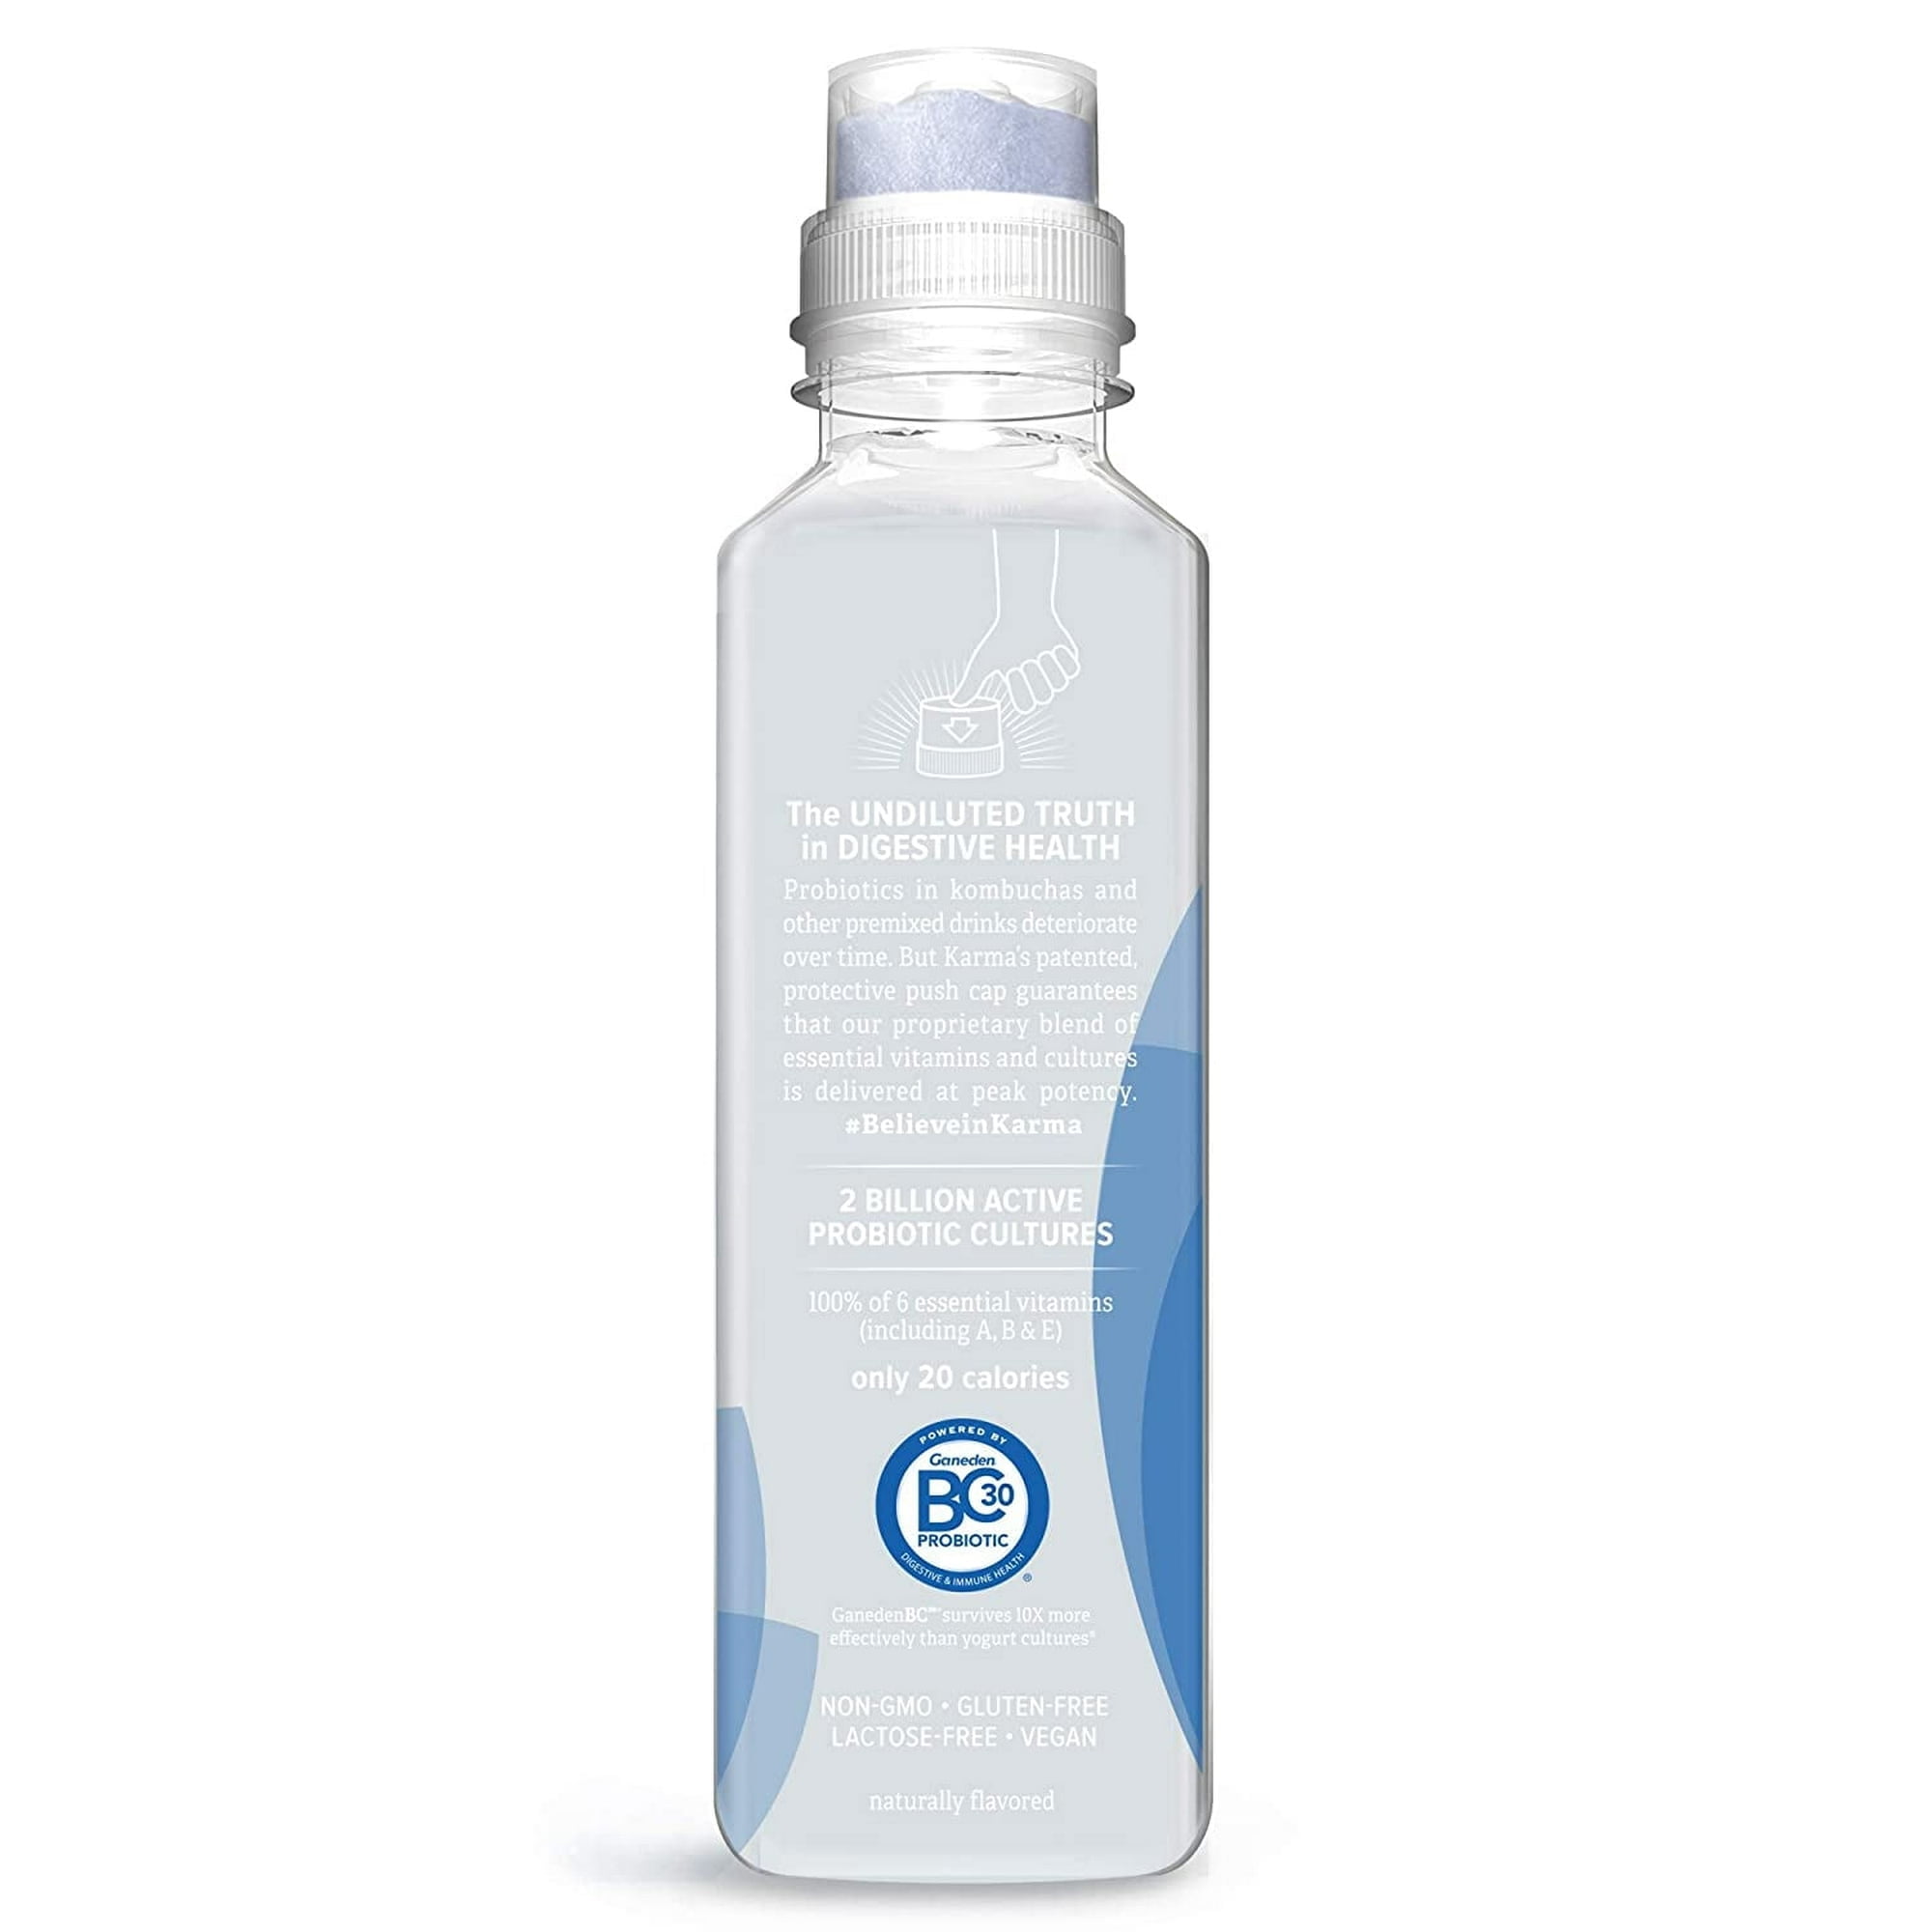 The UNDILUTED TRUTH
in DIGESTIVE HEALTH
Probiotics in kombuchas and
other premixed drinks deteriorate
over time. But Karma's patented,
protective push cap guarantees
that our proprietary blend of
essential vitamins and cultures
is delivered at peak potency.
#BelieveinKarma
2 BILLION ACTIVE
PROBIOTIC CULTURES
100% of 6 essential vitamins
(including A, B & E)
only 20 calories
POWERED BY
Ganeden
BC30
PROBIOTIC
DIGESTIVE & IMMUNE HEALTH
®
GanedenBC survives 10X more
effectively than yogurt cultures
NON-GMO • GLUTEN-FREE
LACTOSE-FREE • VEGAN
naturally flavored